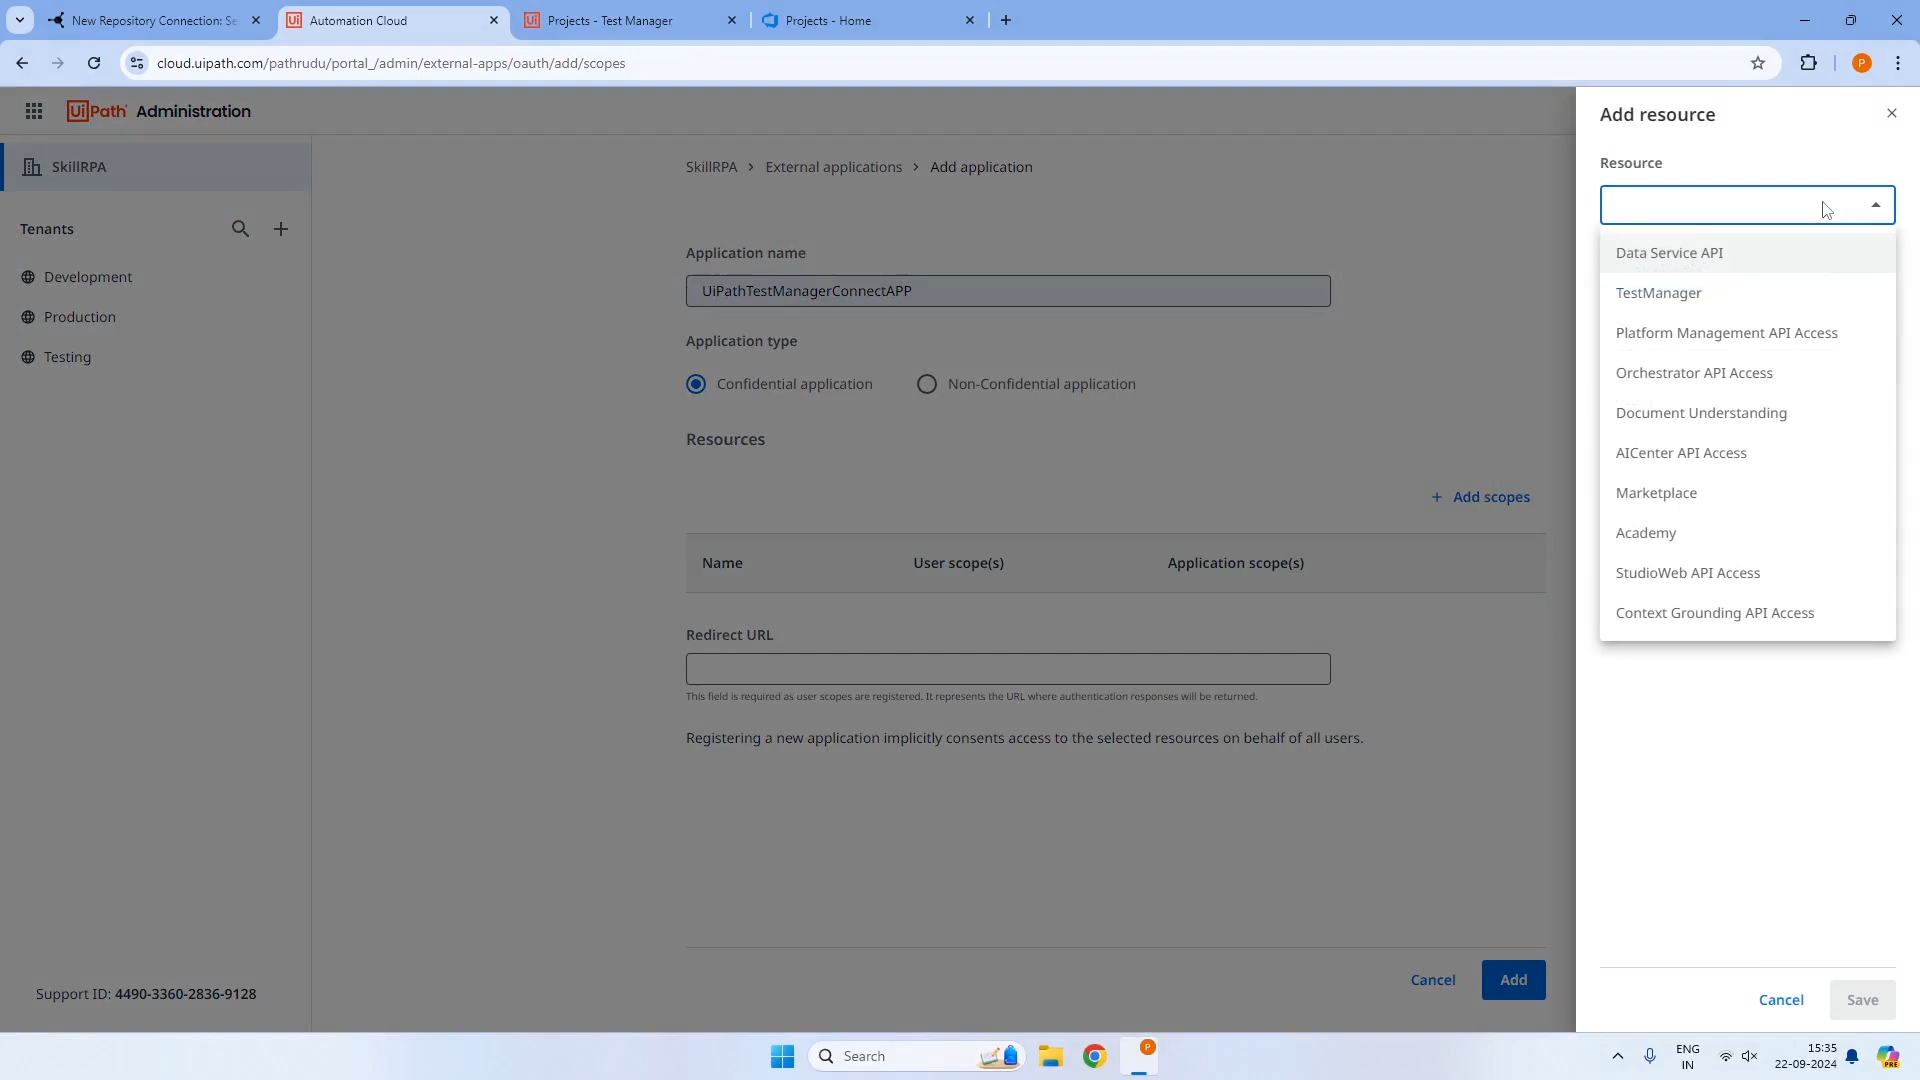 New Repository Connection: Se
Automation Cloud
Projects - Test Manager
Projects - Home
cloud.uipath.com/pathrudu/portal_/admin/external-apps/oauth/add/scopes
P
UiPath Administration
SkillRPA
Tenants
Development
Production
Testing
Support ID: 4490-3360-2836-9128
SkillRPA > External applications > Add application
Application name
UiPathTestManagerConnectAPP
Application type
Confidential application
Non-Confidential application
Resources
+ Add scopes
Name User scope(s) Application scope(s)
Redirect URL
This field is required as user scopes are registered. It represents the URL where authentication responses will be returned.
Registering a new application implicitly consents access to the selected resources on behalf of all users.
Cancel
Add
Add resource
Resource
Data Service API
TestManager
Platform Management API Access
Orchestrator API Access
Document Understanding
AICenter API Access
Marketplace
Academy
StudioWeb API Access
Context Grounding API Access
Cancel
Save
Search
P
ENG
IN
15:35
22-09-2024
PRE